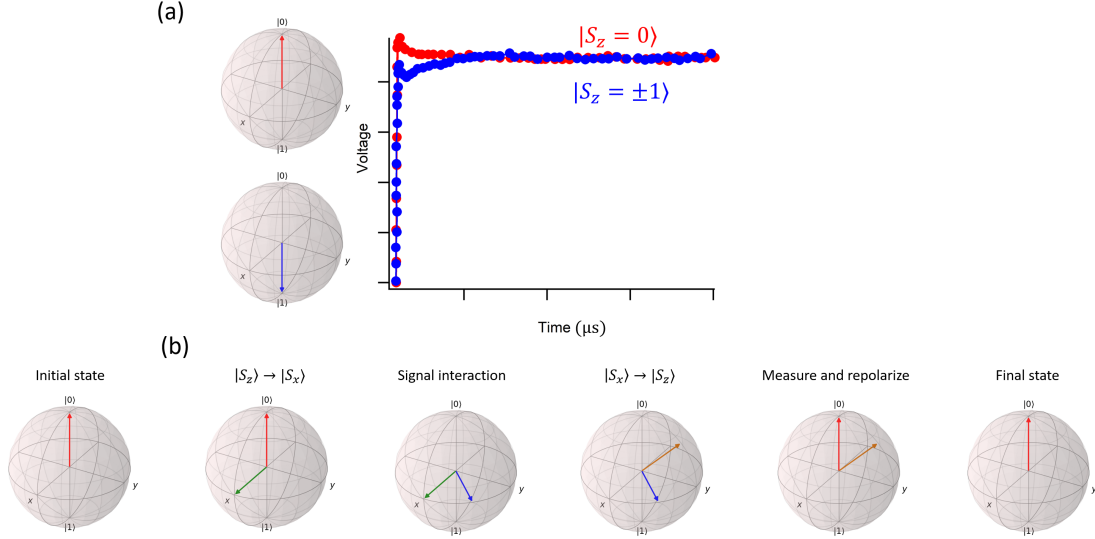 (a)
|0⟩
x
y
|1⟩
|0⟩
x
y
|1⟩
Voltage
|S_z = 0⟩
|S_z = ±1⟩
Time (μs)
(b)
Initial state
|S_z⟩ → |S_x⟩
Signal interaction
|S_x⟩ → |S_z⟩
Measure and repolarize
Final state
|0⟩
|0⟩
|0⟩
|0⟩
|0⟩
|0⟩
x
y
x
y
x
y
x
y
x
y
x
y
|1⟩
|1⟩
|1⟩
|1⟩
|1⟩
|1⟩